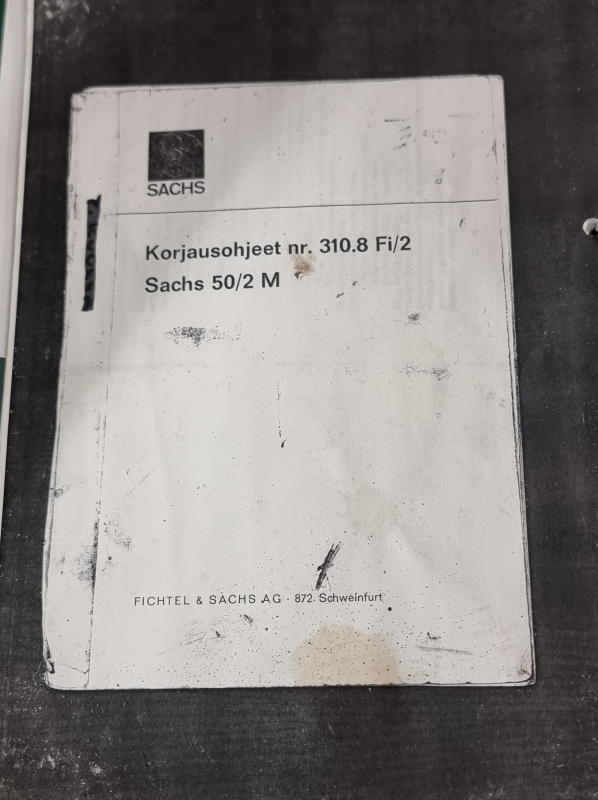 SACHS
Korjausohjeet nr. 310.8 Fi/2
Sachs 50/2 M
FICHTEL & SACHS AG · 872 Schweinfurt